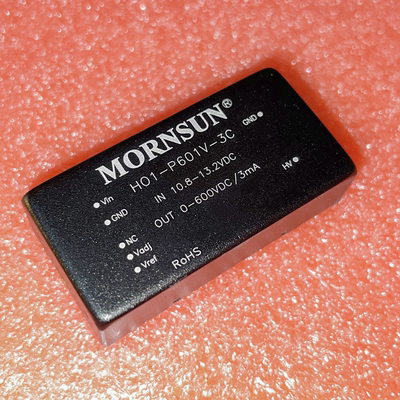 MORNSUN®
HO1-P601V-3C
IN 10.8-13.2VDC
OUT 0-600VDC/3mA
RoHS
Vin
GND
NC
Vadj
Vref
GND
HV